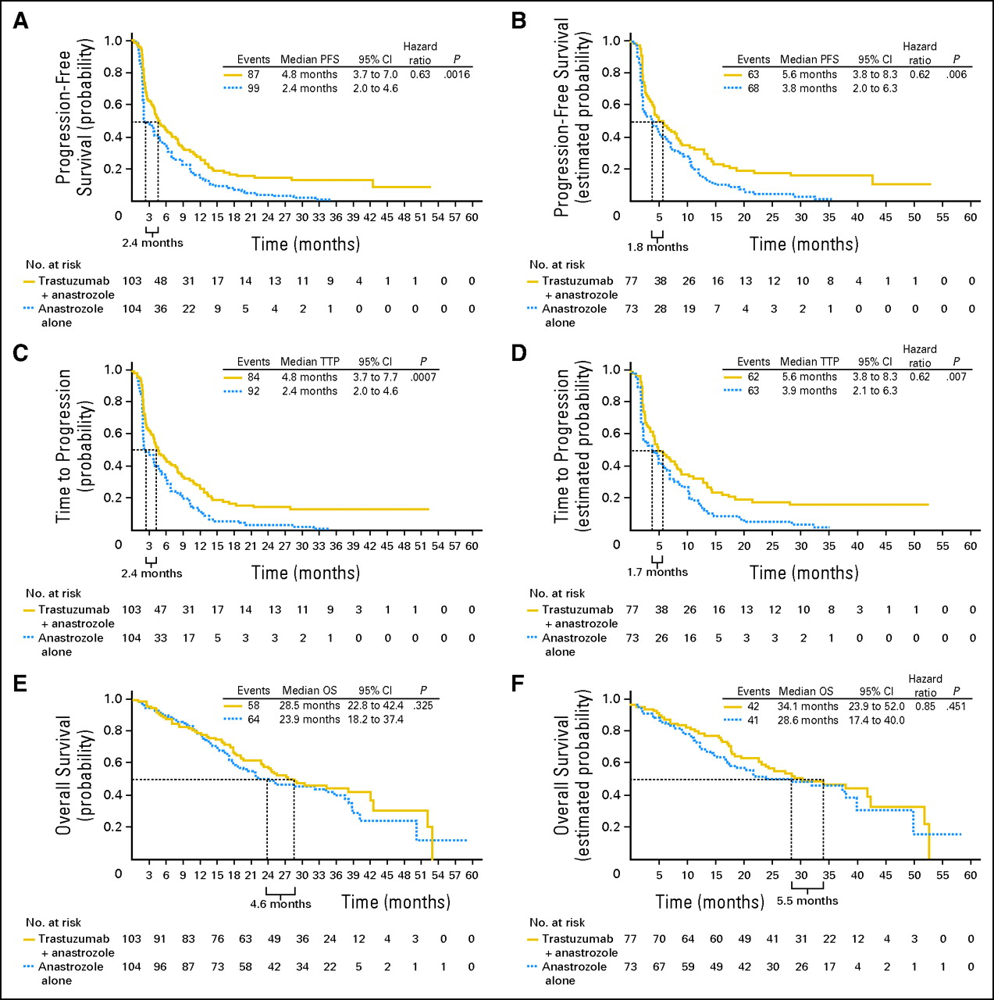 A
Progression-Free
Survival (probability)
1.0
0.8
0.6
0.4
0.2
0
Events Median PFS 95% CI Hazard ratio P
87 4.8 months 3.7 to 7.0 0.63 .0016
99 2.4 months 2.0 to 4.6
3 6 9 12 15 18 21 24 27 30 33 36 39 42 45 48 51 54 57 60
2.4 months
Time (months)
No. at risk
Trastuzumab 103 48 31 17 14 13 11 9 4 1 1 0 0
+ anastrozole
Anastrozole 104 36 22 9 5 4 2 1 0 0 0 0 0
alone
B
Progression-Free Survival
(estimated probability)
1.0
0.8
0.6
0.4
0.2
0
Events Median PFS 95% CI Hazard ratio P
63 5.6 months 3.8 to 8.3 0.62 .006
68 3.8 months 2.0 to 6.3
5 10 15 20 25 30 35 40 45 50 55 60
1.8 months
Time (months)
No. at risk
Trastuzumab 77 38 26 16 13 12 10 8 4 1 1 0 0
+ anastrozole
Anastrozole 73 28 19 7 4 3 2 1 0 0 0 0 0
alone
C
Time to Progression
(probability)
1.0
0.8
0.6
0.4
0.2
0
Events Median TTP 95% CI P
84 4.8 months 3.7 to 7.7 .0007
92 2.4 months 2.0 to 4.6
3 6 9 12 15 18 21 24 27 30 33 36 39 42 45 48 51 54 57 60
2.4 months
Time (months)
No. at risk
Trastuzumab 103 47 31 17 14 13 11 9 3 1 1 0 0
+ anastrozole
Anastrozole 104 33 17 5 3 3 2 1 0 0 0 0 0
alone
D
Time to Progression
(estimated probability)
1.0
0.8
0.6
0.4
0.2
0
Events Median TTP 95% CI Hazard ratio P
62 5.6 months 3.8 to 8.3 0.62 .007
63 3.9 months 2.1 to 6.3
5 10 15 20 25 30 35 40 45 50 55 60
1.7 months
Time (months)
No. at risk
Trastuzumab 77 38 26 16 13 12 10 8 3 1 1 0 0
+ anastrozole
Anastrozole 73 26 16 5 3 3 2 1 0 0 0 0 0
alone
E
Overall Survival
(probability)
1.0
0.8
0.6
0.4
0.2
0
Events Median OS 95% CI P
58 28.5 months 22.8 to 42.4 .325
64 23.9 months 18.2 to 37.4
3 6 9 12 15 18 21 24 27 30 33 36 39 42 45 48 51 54 57 60
4.6 months
Time (months)
No. at risk
Trastuzumab 103 91 83 76 63 49 36 24 12 4 3 0 0
+ anastrozole
Anastrozole 104 96 87 73 58 42 34 22 5 2 1 1 0
alone
F
Overall Survival
(estimated probability)
1.0
0.8
0.6
0.4
0.2
0
Events Median OS 95% CI Hazard ratio P
42 34.1 months 23.9 to 52.0 0.85 .451
41 28.6 months 17.4 to 40.0
5 10 15 20 25 30 35 40 45 50 55 60
Time (months)
5.5 months
No. at risk
Trastuzumab 77 70 64 60 49 41 31 22 12 4 3 0 0
+ anastrozole
Anastrozole 73 67 59 49 42 30 26 17 4 2 1 1 0
alone